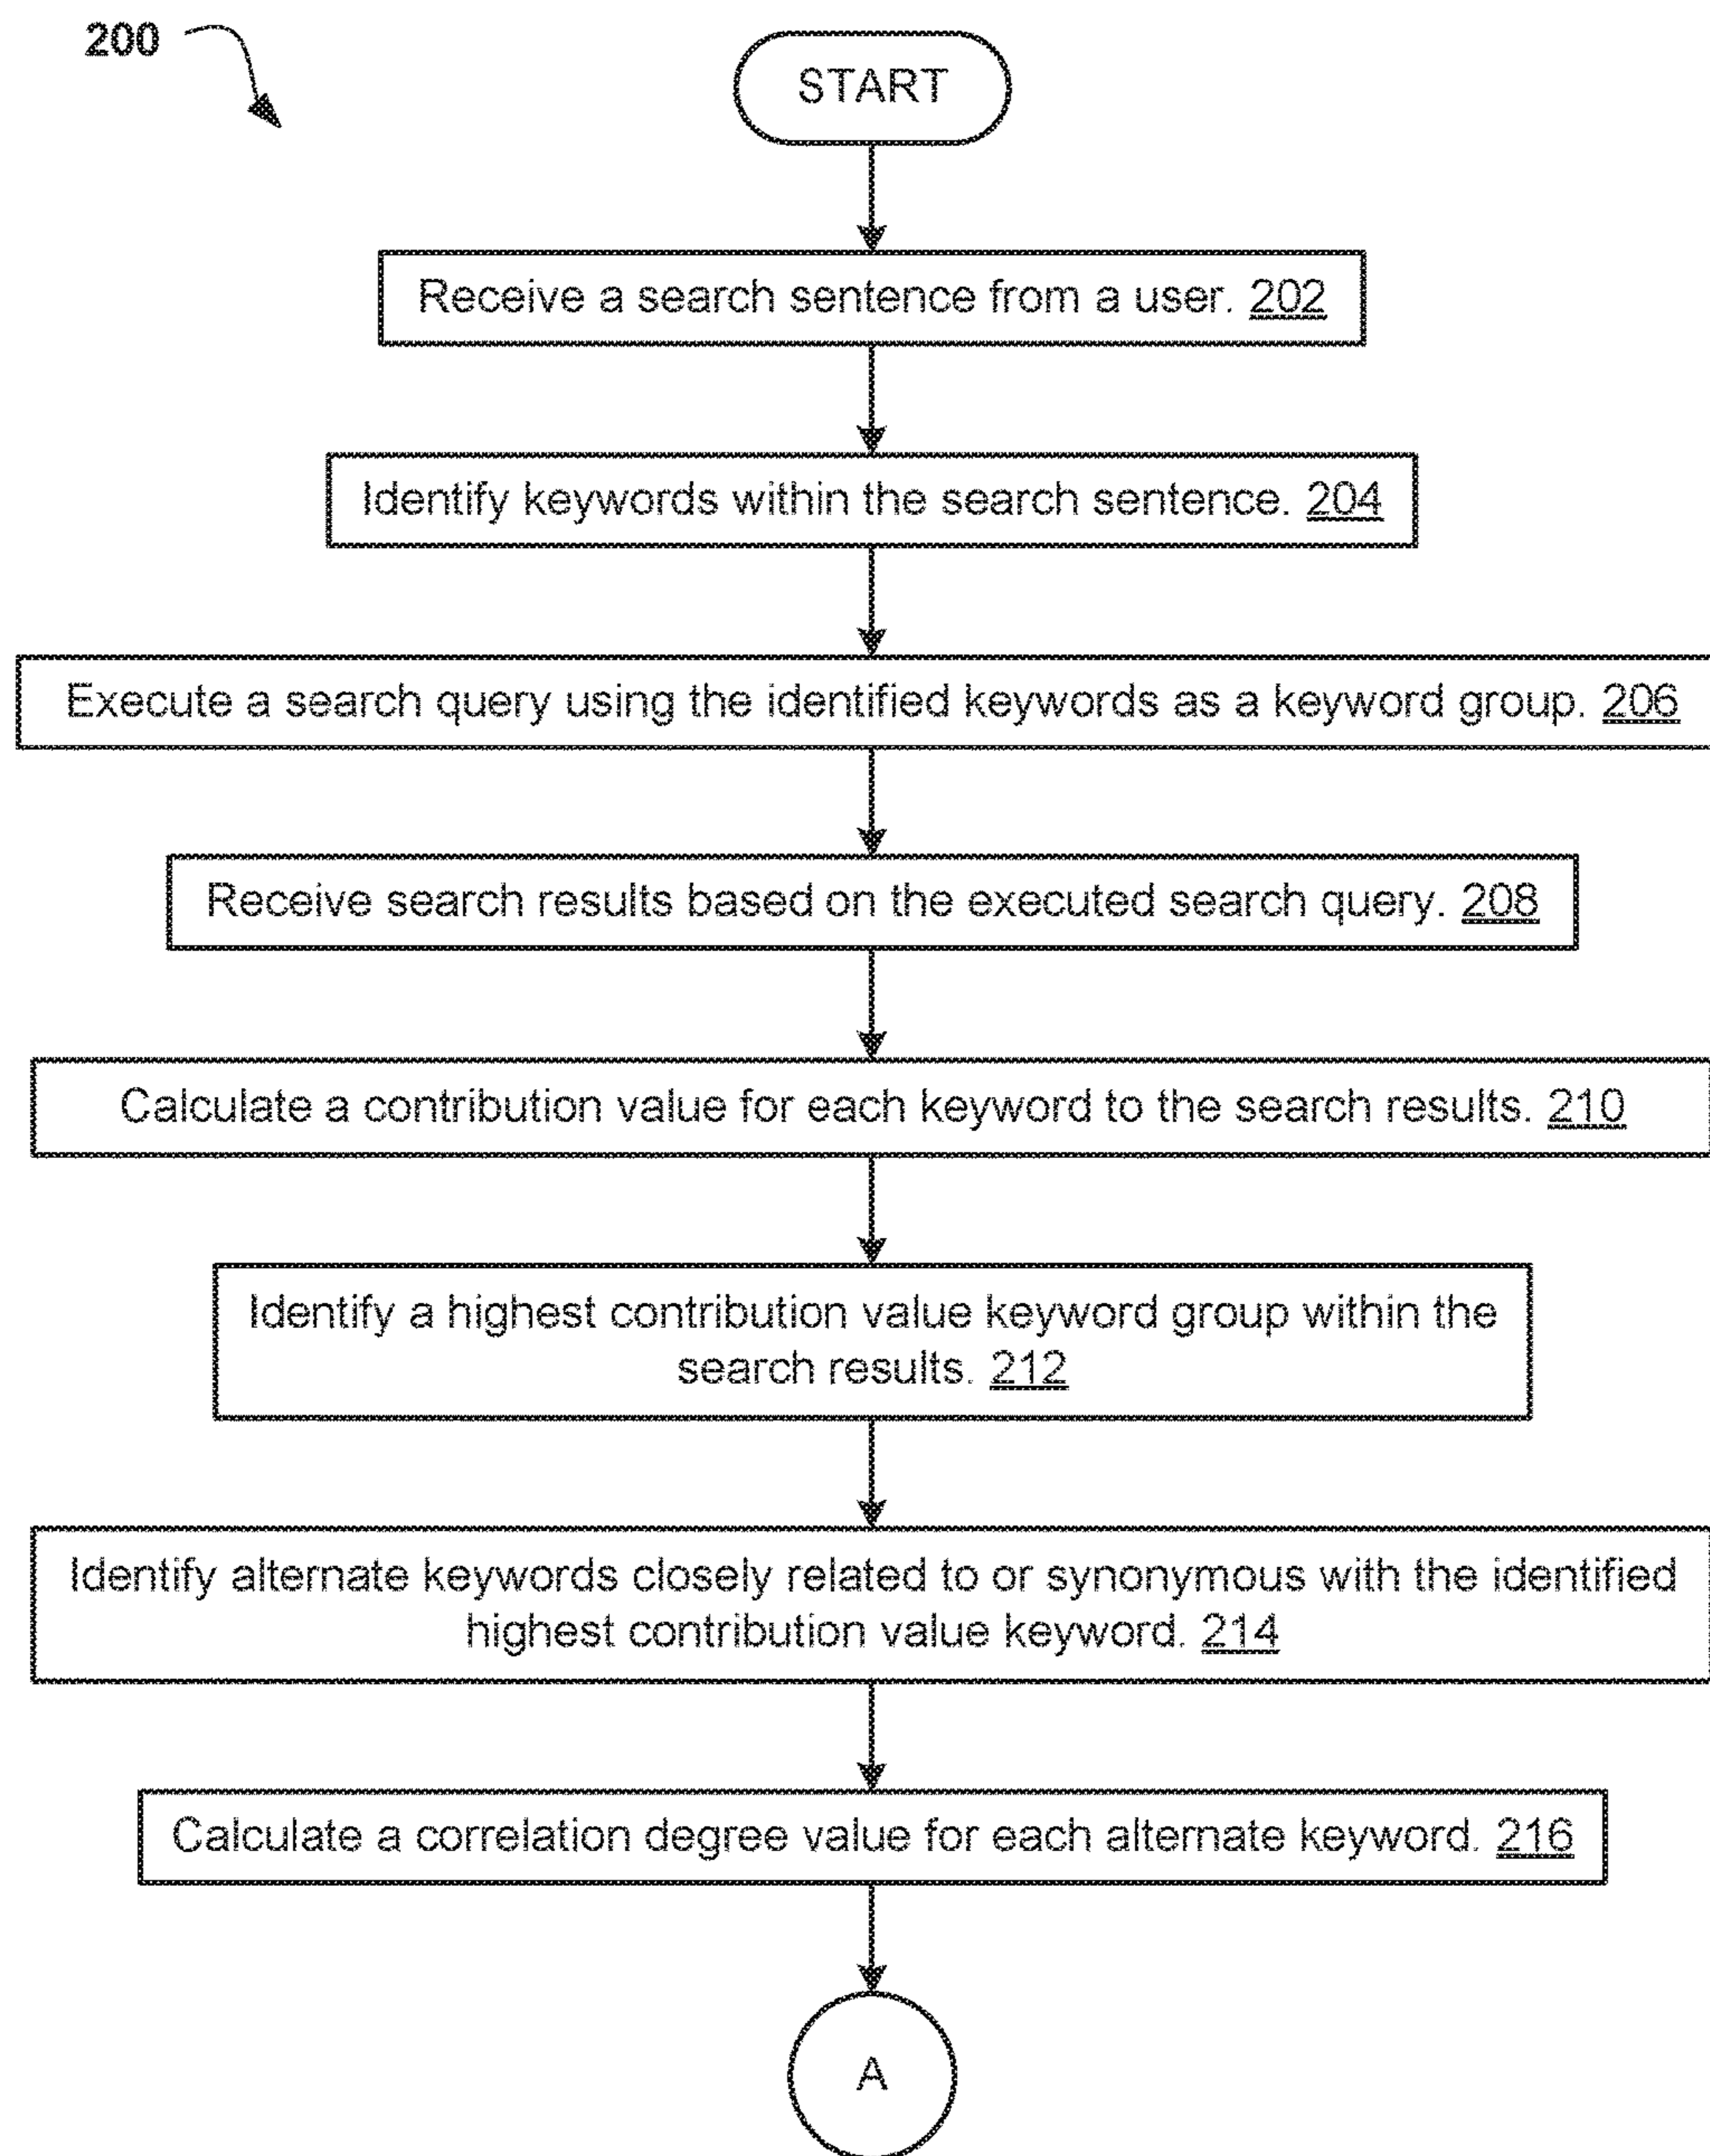 200
START
Receive a search sentence from a user. 202
Identify keywords within the search sentence. 204
Execute a search query using the identified keywords as a keyword group. 206
Receive search results based on the executed search query. 208
Calculate a contribution value for each keyword to the search results. 210
Identify a highest contribution value keyword group within the
search results. 212
Identify alternate keywords closely related to or synonymous with the identified
highest contribution value keyword. 214
Calculate a correlation degree value for each alternate keyword. 216
A